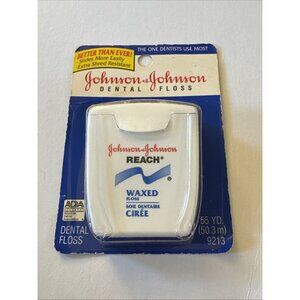 BETTER THAN EVER!
Slides More Easily
•Extra Shred Resistant
THE ONE DENTISTS USE MOST
Johnson & Johnson
DENTAL FLOSS
Johnson & Johnson
REACH®
WAXED
FLOSS
SOIE DENTAIRE
CIRÉE
ADA
DENTAL
FLOSS
55 YD.
(50.3 m)
9213